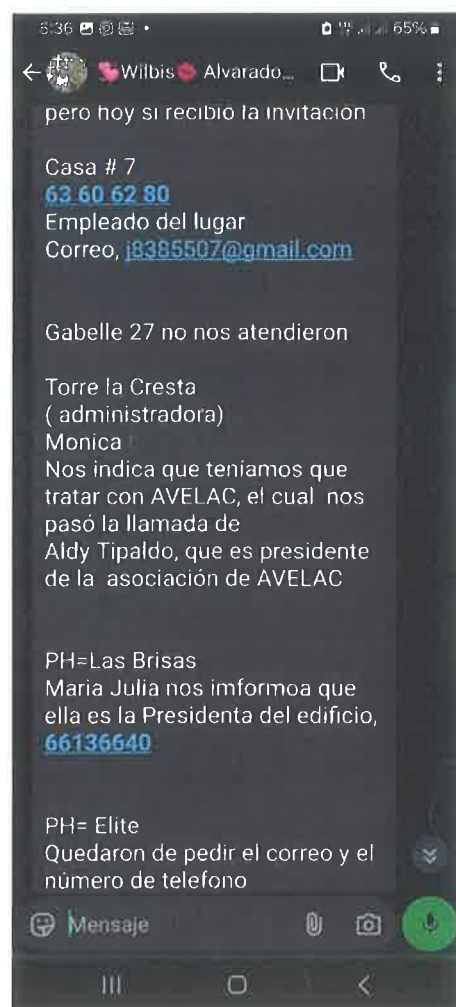 5:36
65%
Wilbis Alvarado...
pero hoy si recibió la invitación
Casa # 7
63 60 62 80
Empleado del lugar
Correo, j8385507@gmail.com
Gabelle 27 no nos atendieron
Torre la Cresta
( administradora)
Monica
Nos indica que teníamos que
tratar con AVELAC, el cual nos
pasó la llamada de
Aldy Tipaldo, que es presidente
de la asociación de AVELAC
PH=Las Brisas
Maria Julia nos imformoa que
ella es la Presidenta del edificio,
66136640
PH= Elite
Quedaron de pedir el correo y el
número de telefono
Mensaje